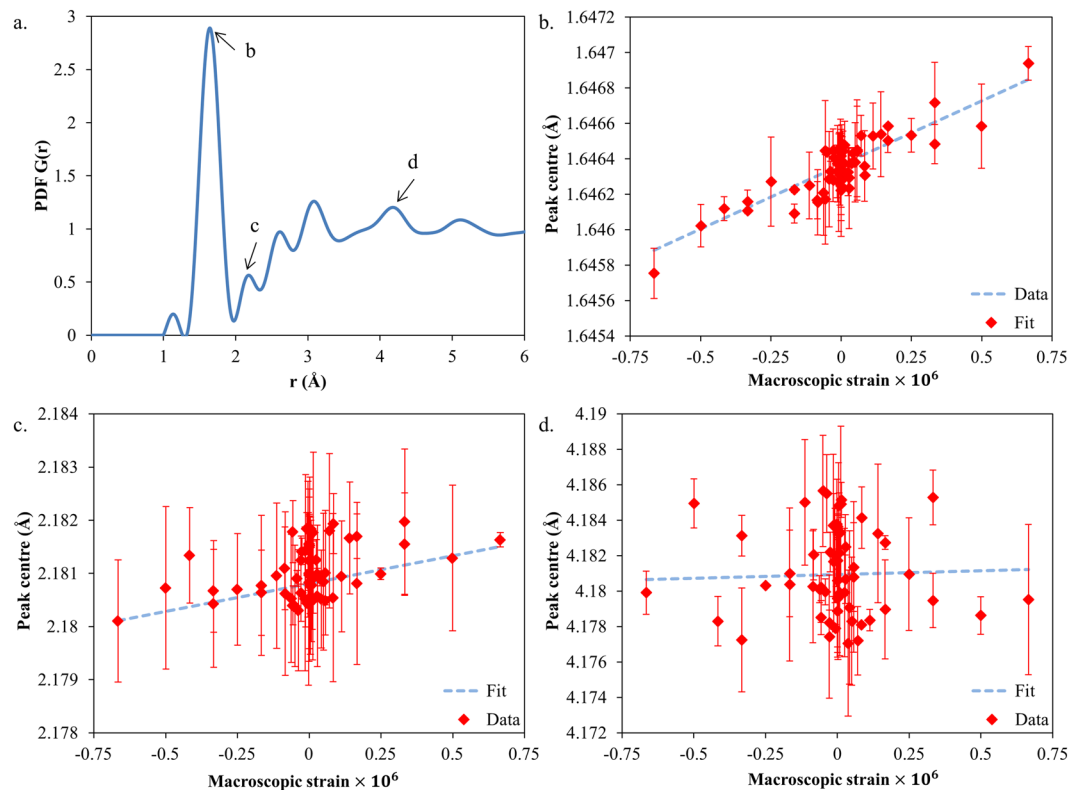 a.
3
2.5
2
1.5
1
0.5
0
PDF G(r)
b
c
d
0 1 2 3 4 5 6
r (Å)
b.
1.6472
1.647
1.6468
1.6466
1.6464
1.6462
1.646
1.6458
1.6456
1.6454
Peak centre (Å)
Data
Fit
-0.75 -0.5 -0.25 0 0.25 0.5 0.75
Macroscopic strain × 10⁶
c.
2.184
2.183
2.182
2.181
2.18
2.179
2.178
Peak centre (Å)
Fit
Data
-0.75 -0.5 -0.25 0 0.25 0.5 0.75
Macroscopic strain × 10⁶
d.
4.19
4.188
4.186
4.184
4.182
4.18
4.178
4.176
4.174
4.172
Peak centre (Å)
Fit
Data
-0.75 -0.5 -0.25 0 0.25 0.5 0.75
Macroscopic strain × 10⁶